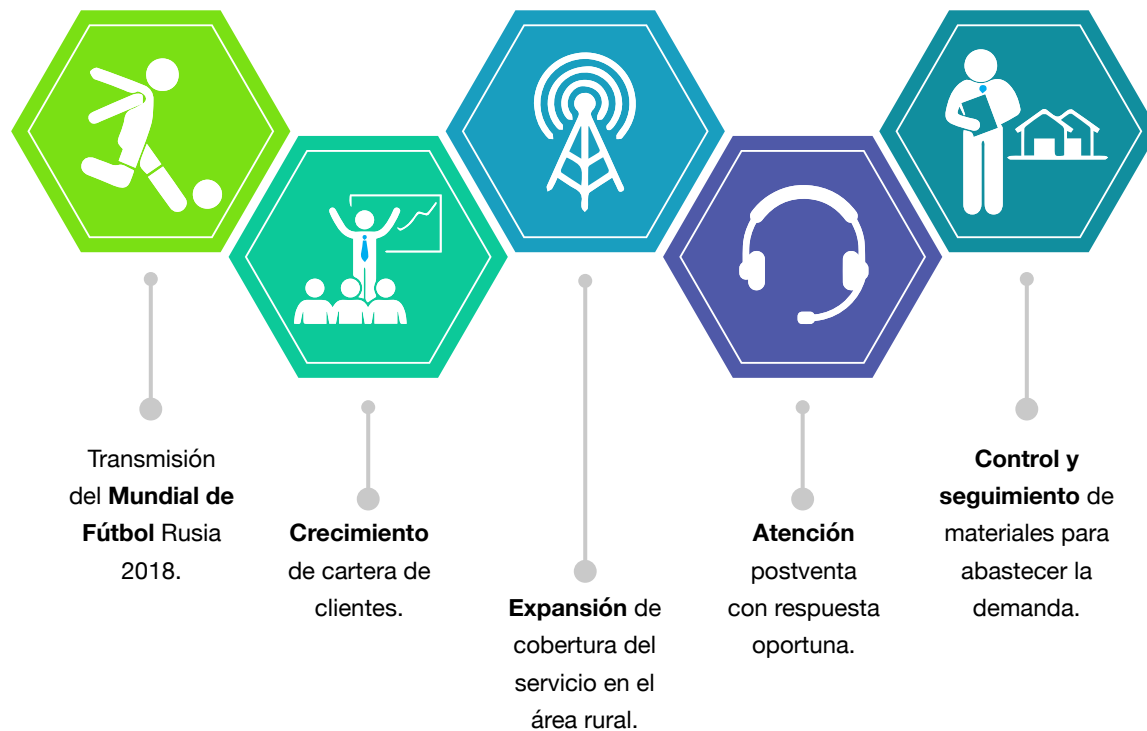 Transmisión
del Mundial de
Fútbol Rusia
2018.
Crecimiento
de cartera de
clientes.
Expansión de
cobertura del
servicio en el
área rural.
Atención
postventa
con respuesta
oportuna.
Control y
seguimiento de
materiales para
abastecer la
demanda.